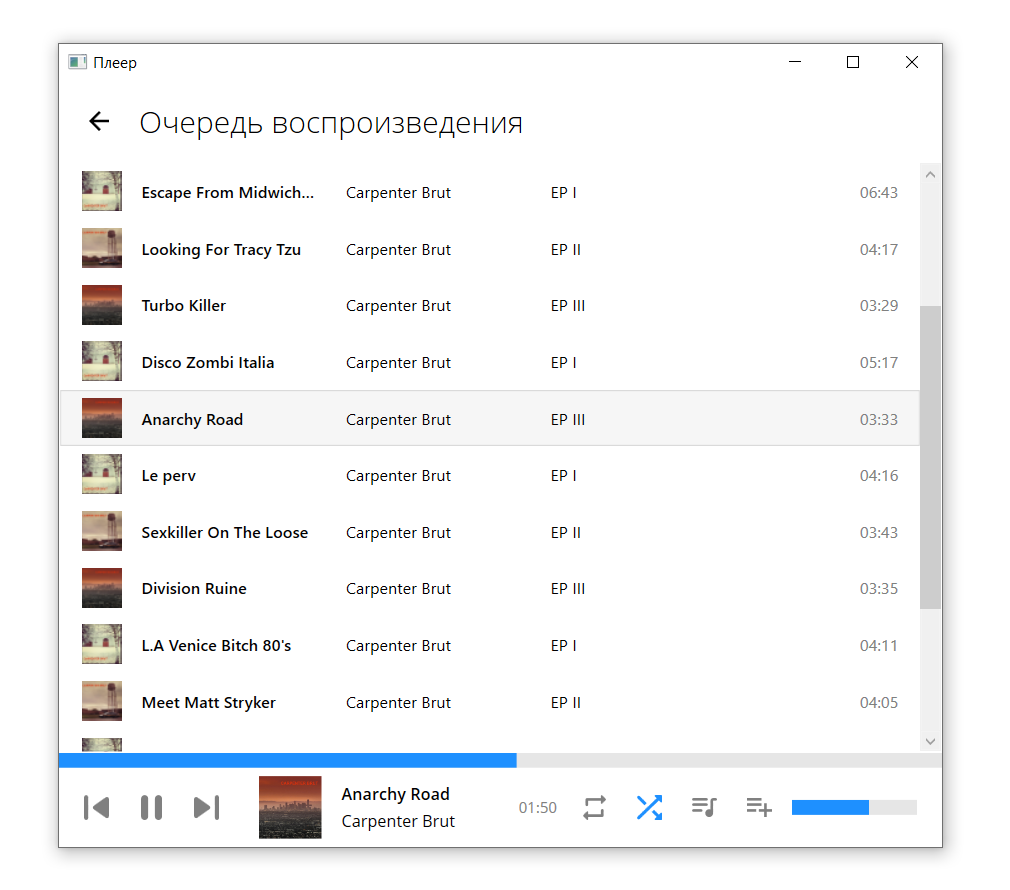 Плеер
Очередь воспроизведения
Escape From Midwich... Carpenter Brut EP I 06:43
Looking For Tracy Tzu Carpenter Brut EP II 04:17
Turbo Killer Carpenter Brut EP III 03:29
Disco Zombi Italia Carpenter Brut EP I 05:17
Anarchy Road Carpenter Brut EP III 03:33
Le perv Carpenter Brut EP I 04:16
Sexkiller On The Loose Carpenter Brut EP II 03:43
Division Ruine Carpenter Brut EP III 03:35
L.A Venice Bitch 80's Carpenter Brut EP I 04:11
Meet Matt Stryker Carpenter Brut EP II 04:05
Anarchy Road
Carpenter Brut
01:50